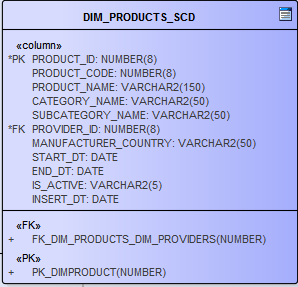 DIM_PRODUCTS_SCD
«column»
*PK PRODUCT_ID: NUMBER(8)
PRODUCT_CODE: NUMBER(8)
PRODUCT_NAME: VARCHAR2(150)
CATEGORY_NAME: VARCHAR2(50)
SUBCATEGORY_NAME: VARCHAR2(50)
*FK PROVIDER_ID: NUMBER(8)
MANUFACTURER_COUNTRY: VARCHAR2(50)
START_DT: DATE
END_DT: DATE
IS_ACTIVE: VARCHAR2(5)
INSERT_DT: DATE
«FK»
+ FK_DIM_PRODUCTS_DIM_PROVIDERS(NUMBER)
«PK»
+ PK_DIMPRODUCT(NUMBER)